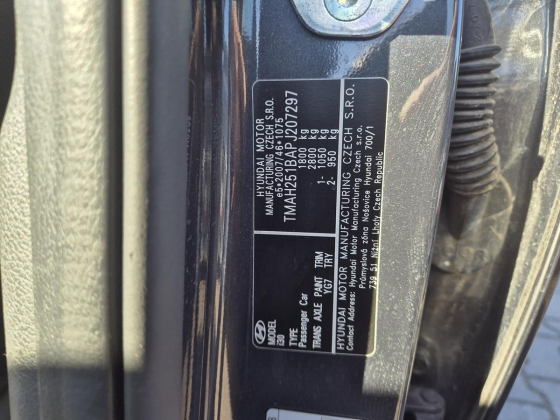 HYUNDAI MOTOR
MANUFACTURING CZECH S.R.O.
e5*2007/46*1075
TMAH251BAPJ207297
1800 kg
2800 kg
1- 1050 kg
2- 950 kg
MODEL
i30
TYPE
Passenger Car
TRANS AXLE PAINT TRIM
YG7 TRY
HYUNDAI MOTOR MANUFACTURING CZECH S.R.O.
Contact Address: Hyundai Motor Manufacturing Czech s.r.o.
Průmyslová zóna Nošovice Hyundai 700/1
739 51 Nižní Lhoty Czech Republic